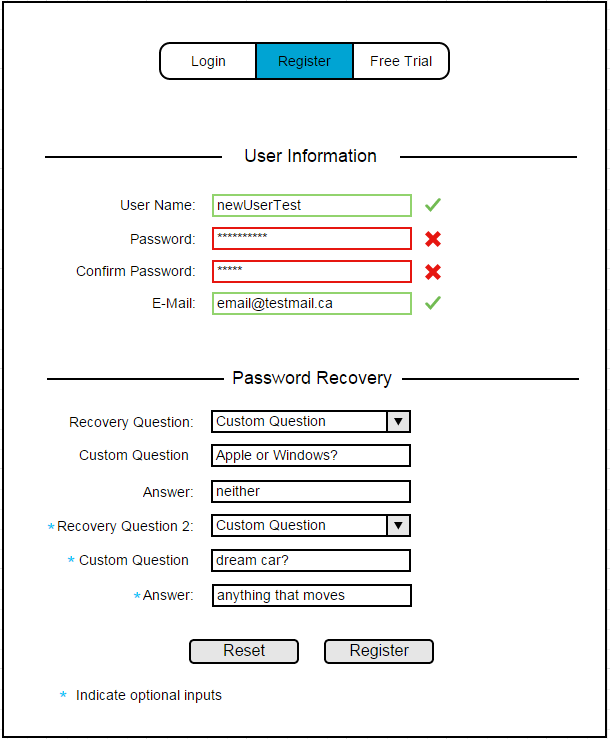 Login Register Free Trial
User Information
User Name: newUserTest
Password: **********
Confirm Password: *****
E-Mail: email@testmail.ca
Password Recovery
Recovery Question: Custom Question
Custom Question Apple or Windows?
Answer: neither
* Recovery Question 2: Custom Question
* Custom Question dream car?
* Answer: anything that moves
Reset Register
* Indicate optional inputs